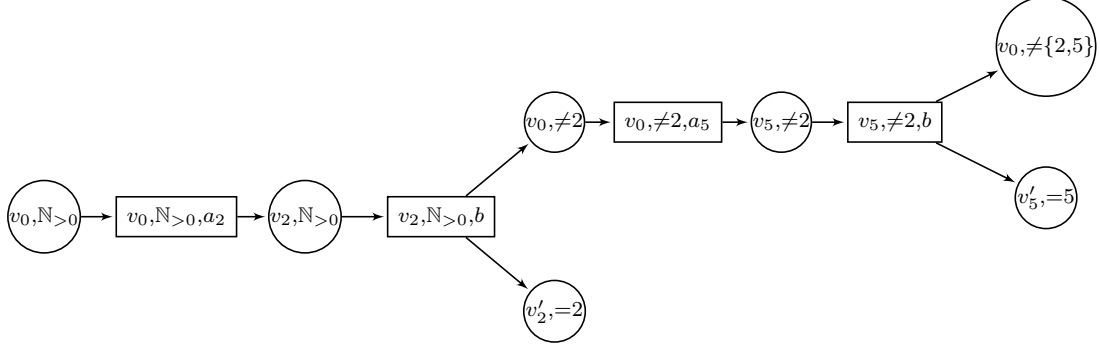 v₀,≠{2,5}
v₀,≠2
v₀,≠2,a₅
v₅,≠2
v₅,≠2,b
v₀,ℕ>0
v₀,ℕ>0,a₂
v₂,ℕ>0
v₂,ℕ>0,b
v′₅,=5
v′₂,=2